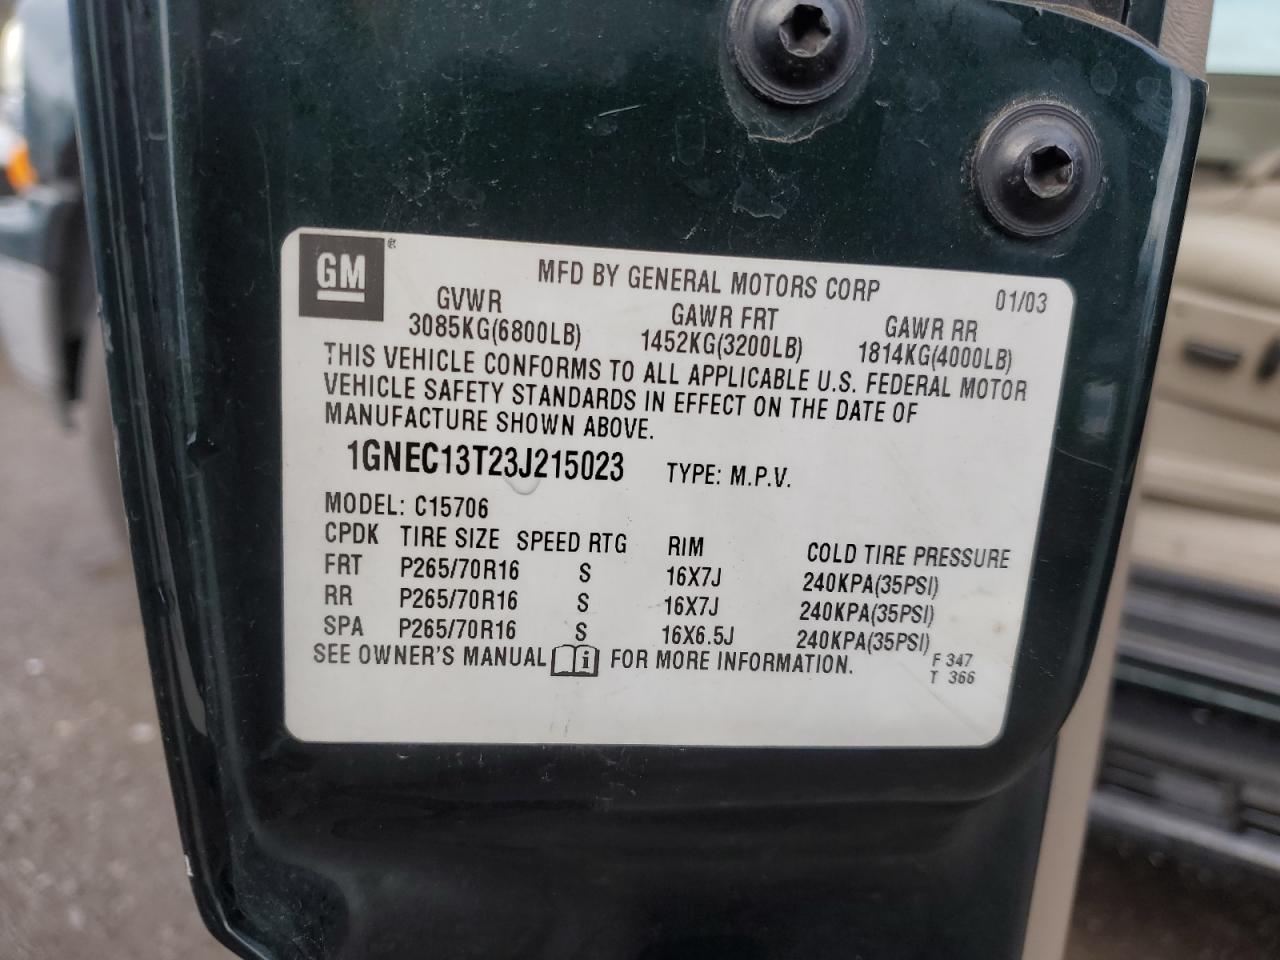 GM ®
MFD BY GENERAL MOTORS CORP 01/03
GVWR GAWR FRT GAWR RR
3085KG(6800LB) 1452KG(3200LB) 1814KG(4000LB)
THIS VEHICLE CONFORMS TO ALL APPLICABLE U.S. FEDERAL MOTOR
VEHICLE SAFETY STANDARDS IN EFFECT ON THE DATE OF
MANUFACTURE SHOWN ABOVE.
1GNEC13T23J215023 TYPE: M.P.V.
MODEL: C15706
CPDK TIRE SIZE SPEED RTG RIM COLD TIRE PRESSURE
FRT P265/70R16 S 16X7J 240KPA(35PSI)
RR P265/70R16 S 16X7J 240KPA(35PSI)
SPA P265/70R16 S 16X6.5J 240KPA(35PSI)
SEE OWNER'S MANUAL i FOR MORE INFORMATION.
F 347
T 366